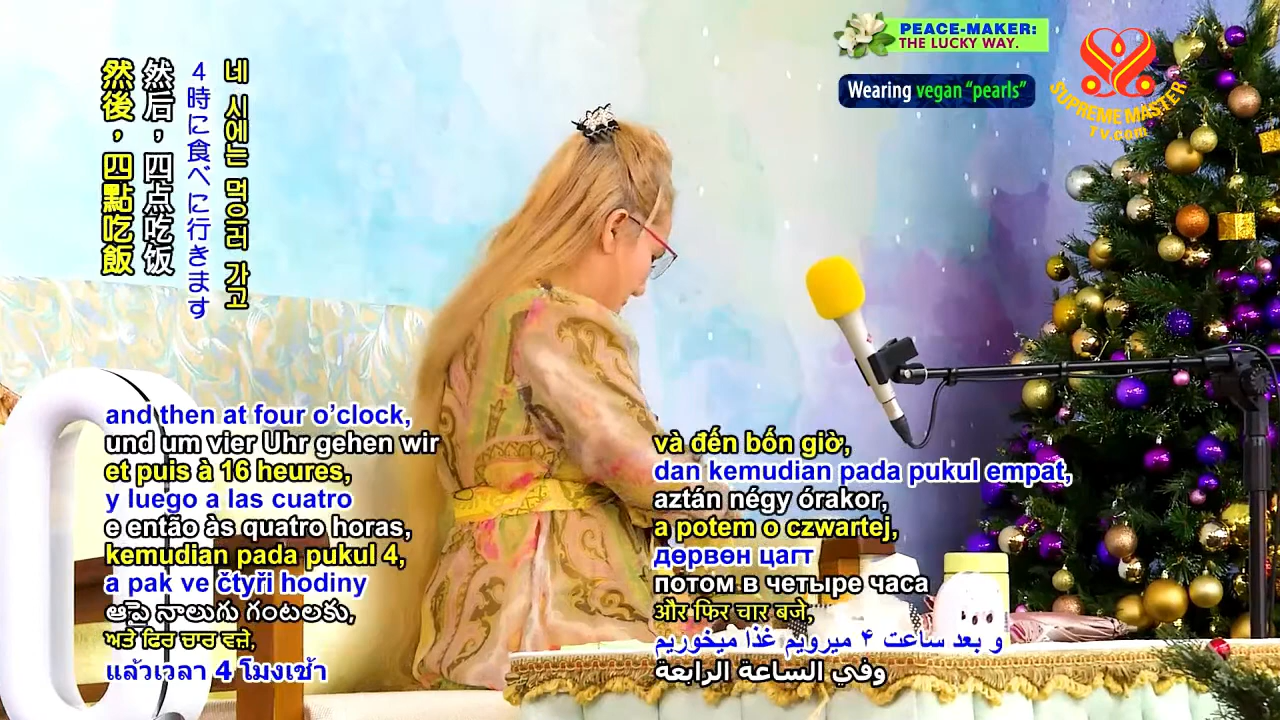 PEACE-MAKER:
THE LUCKY WAY.
Wearing vegan “pearls”
SUPREME MASTER
TV.com
네 시에는 먹으러 가고
4時に食べに行きます
然后，四点吃饭
然後，四點吃飯
and then at four o’clock,
und um vier Uhr gehen wir
et puis à 16 heures,
y luego a las cuatro
e então às quatro horas,
kemudian pada pukul 4,
a pak ve čtyři hodiny
ఆపై నాలుగు గంటలకు,
ਅਤੇ ਫਿਰ ਚਾਰ ਵਜੇ,
แล้วเวลา 4 โมงเช้า
và đến bốn giờ,
dan kemudian pada pukul empat,
aztán négy órakor,
a potem o czwartej,
дөрвөн цагт
потом в четыре часа
और फिर चार बजे,
و بعد ساعت ۴ میرویم غذا میخوریم
وفي الساعة الرابعة